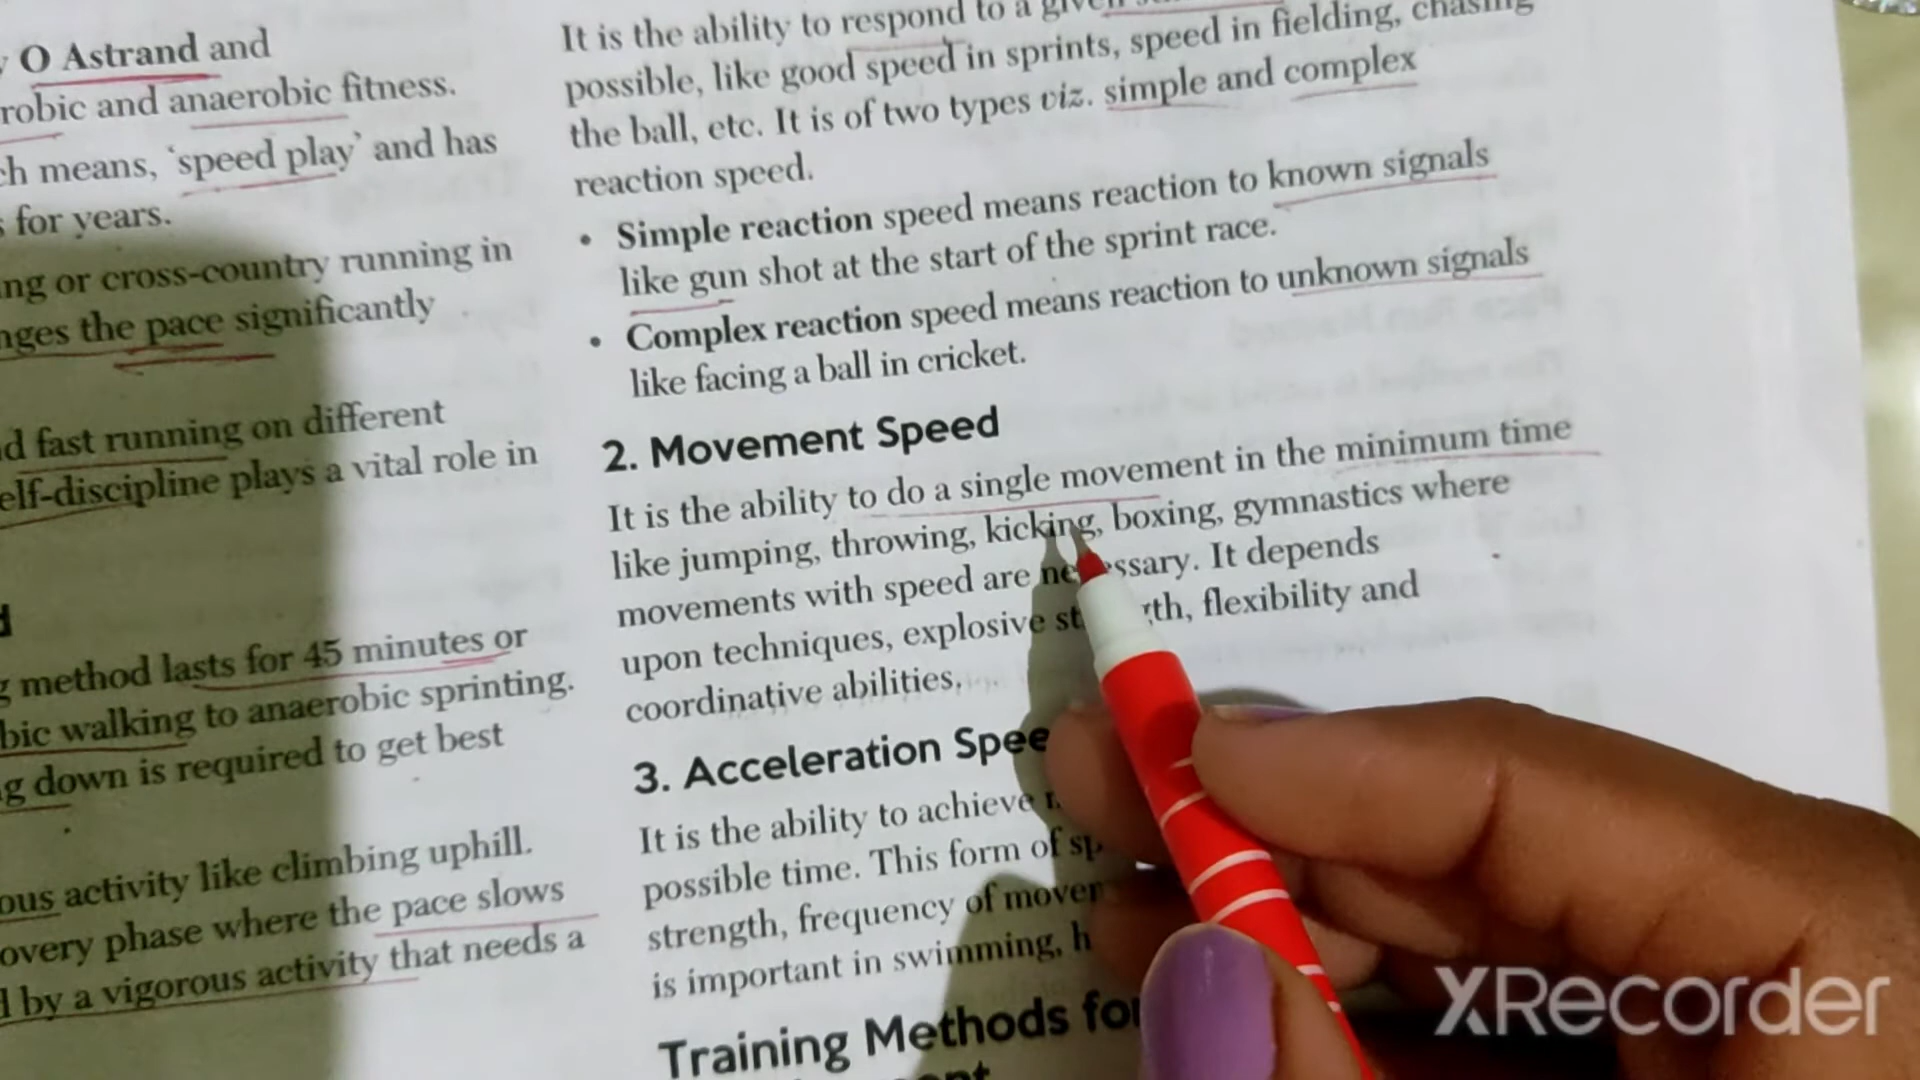 O Astrand and
robic and anaerobic fitness.
ch means, 'speed play' and has
s for years.
ng or cross-country running in
nges the pace significantly
d fast running on different
elf-discipline plays a vital role in
g method lasts for 45 minutes or
bic walking to anaerobic sprinting.
g down is required to get best
ous activity like climbing uphill.
overy phase where the pace slows
l by a vigorous activity that needs a
It is the ability to respond to a given
possible, like good speed in sprints, speed in fielding, chasing
the ball, etc. It is of two types viz. simple and complex
reaction speed.
• Simple reaction speed means reaction to known signals
like gun shot at the start of the sprint race.
• Complex reaction speed means reaction to unknown signals
like facing a ball in cricket.
2. Movement Speed
It is the ability to do a single movement in the minimum time
like jumping, throwing, kicking, boxing, gymnastics where
movements with speed are necessary. It depends
upon techniques, explosive strength, flexibility and
coordinative abilities.
3. Acceleration Spee
It is the ability to achieve
possible time. This form of sp
strength, frequency of mover
is important in swimming, h
Training Methods for
XRecorder